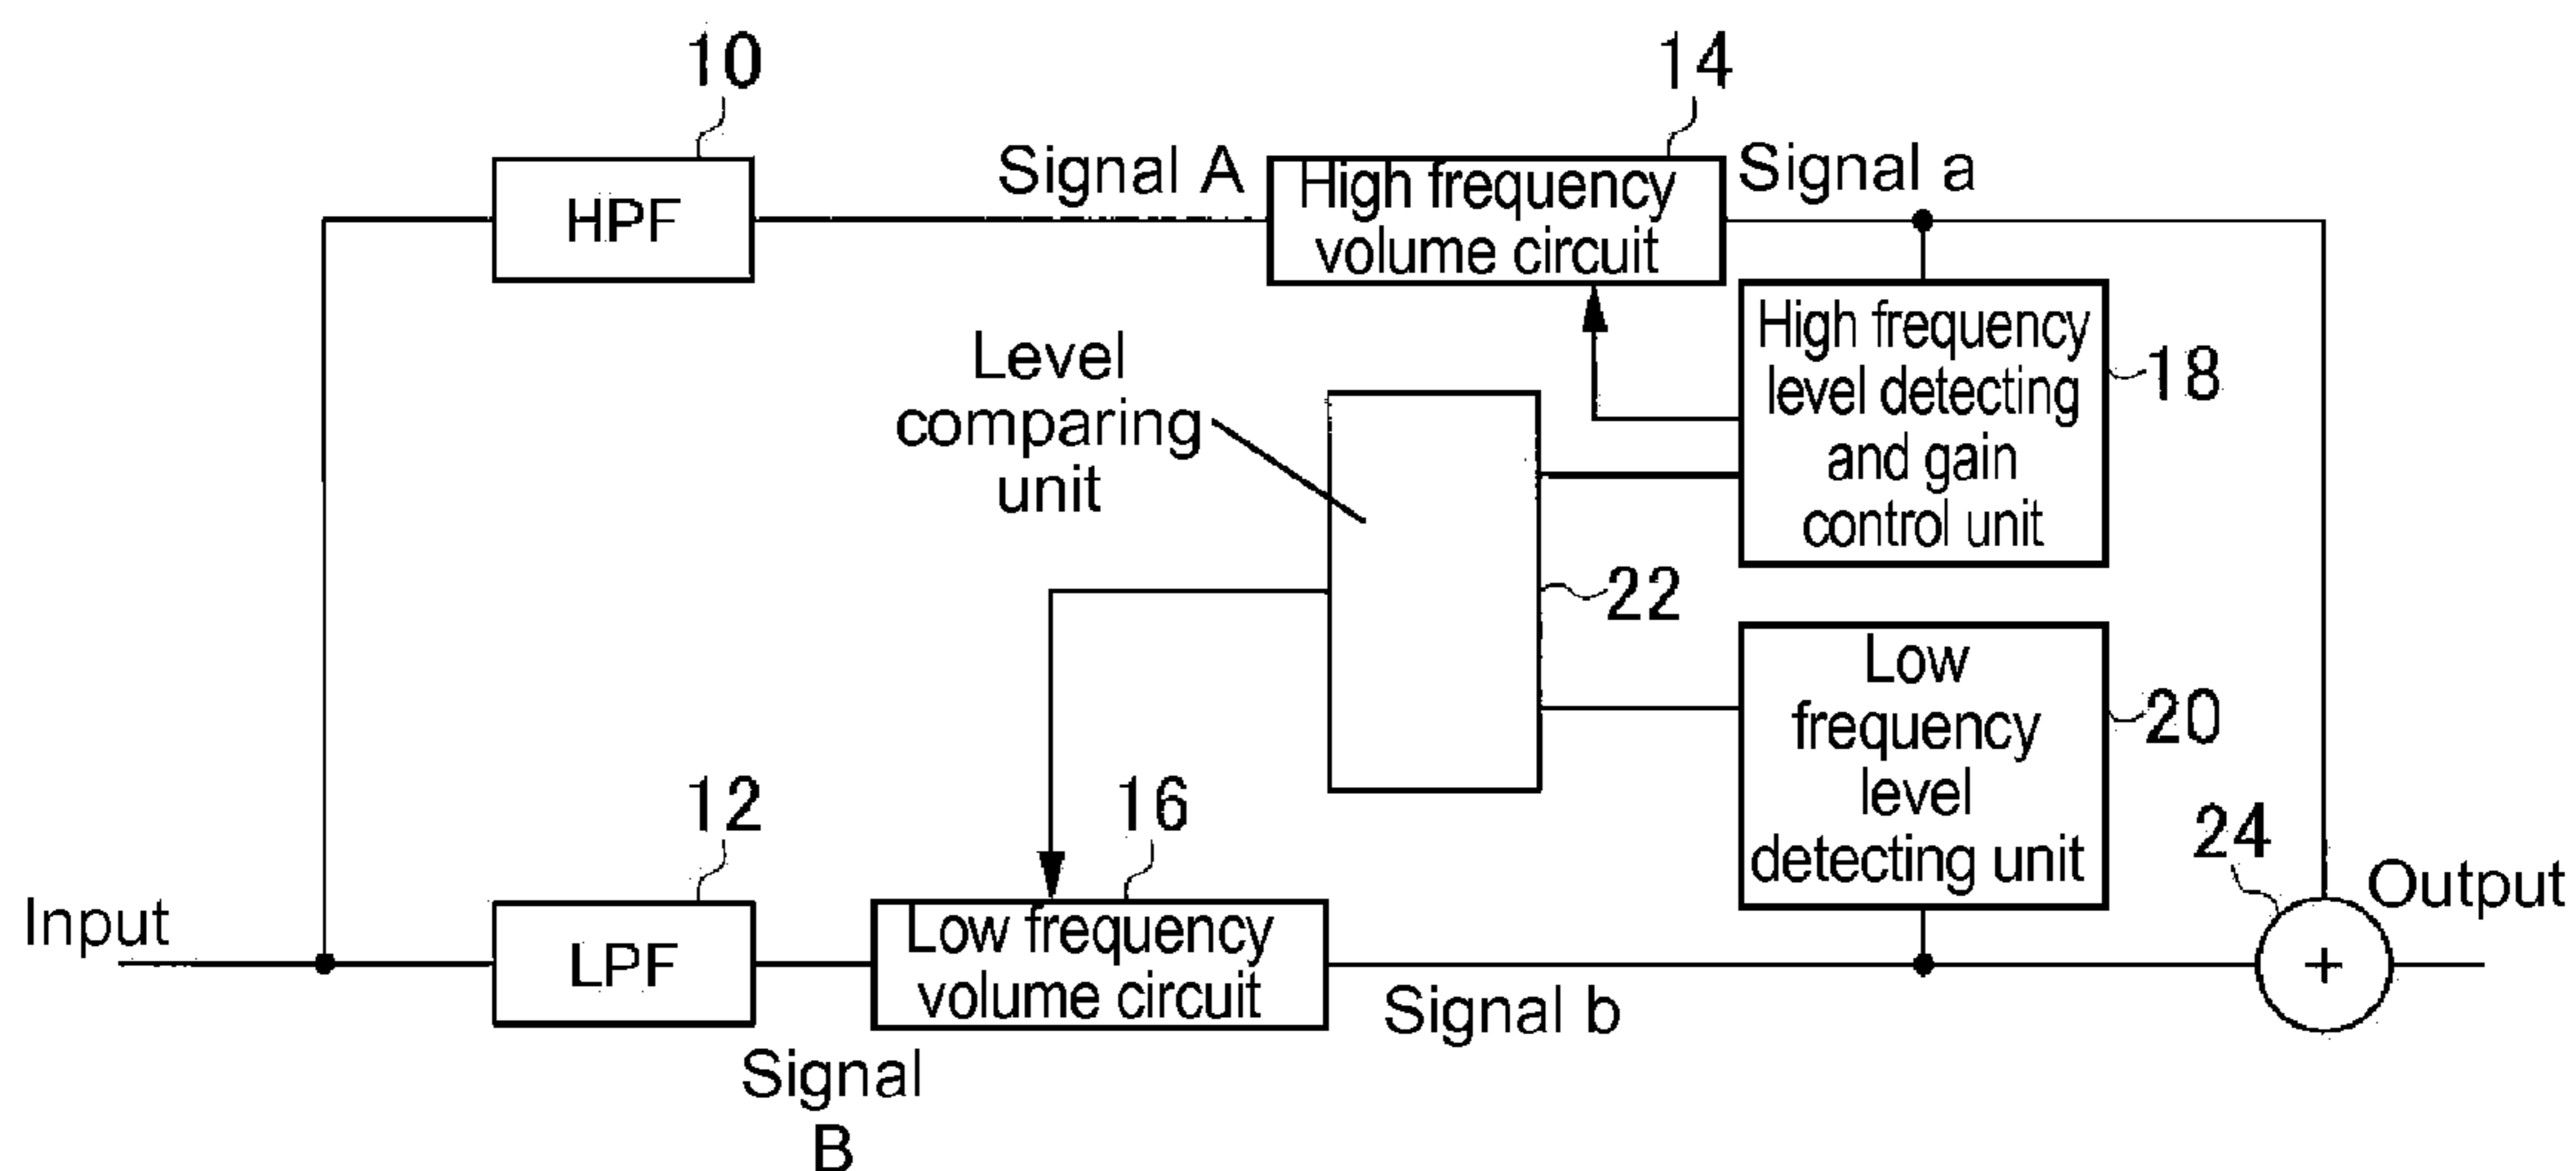 10
14
HPF
Signal A
High frequency
volume circuit
Signal a
Level
comparing
unit
High frequency
level detecting
and gain
control unit
18
22
Low
frequency
level
detecting unit
20
12
16
24
Input
LPF
Low frequency
volume circuit
Signal b
+
Output
Signal
B